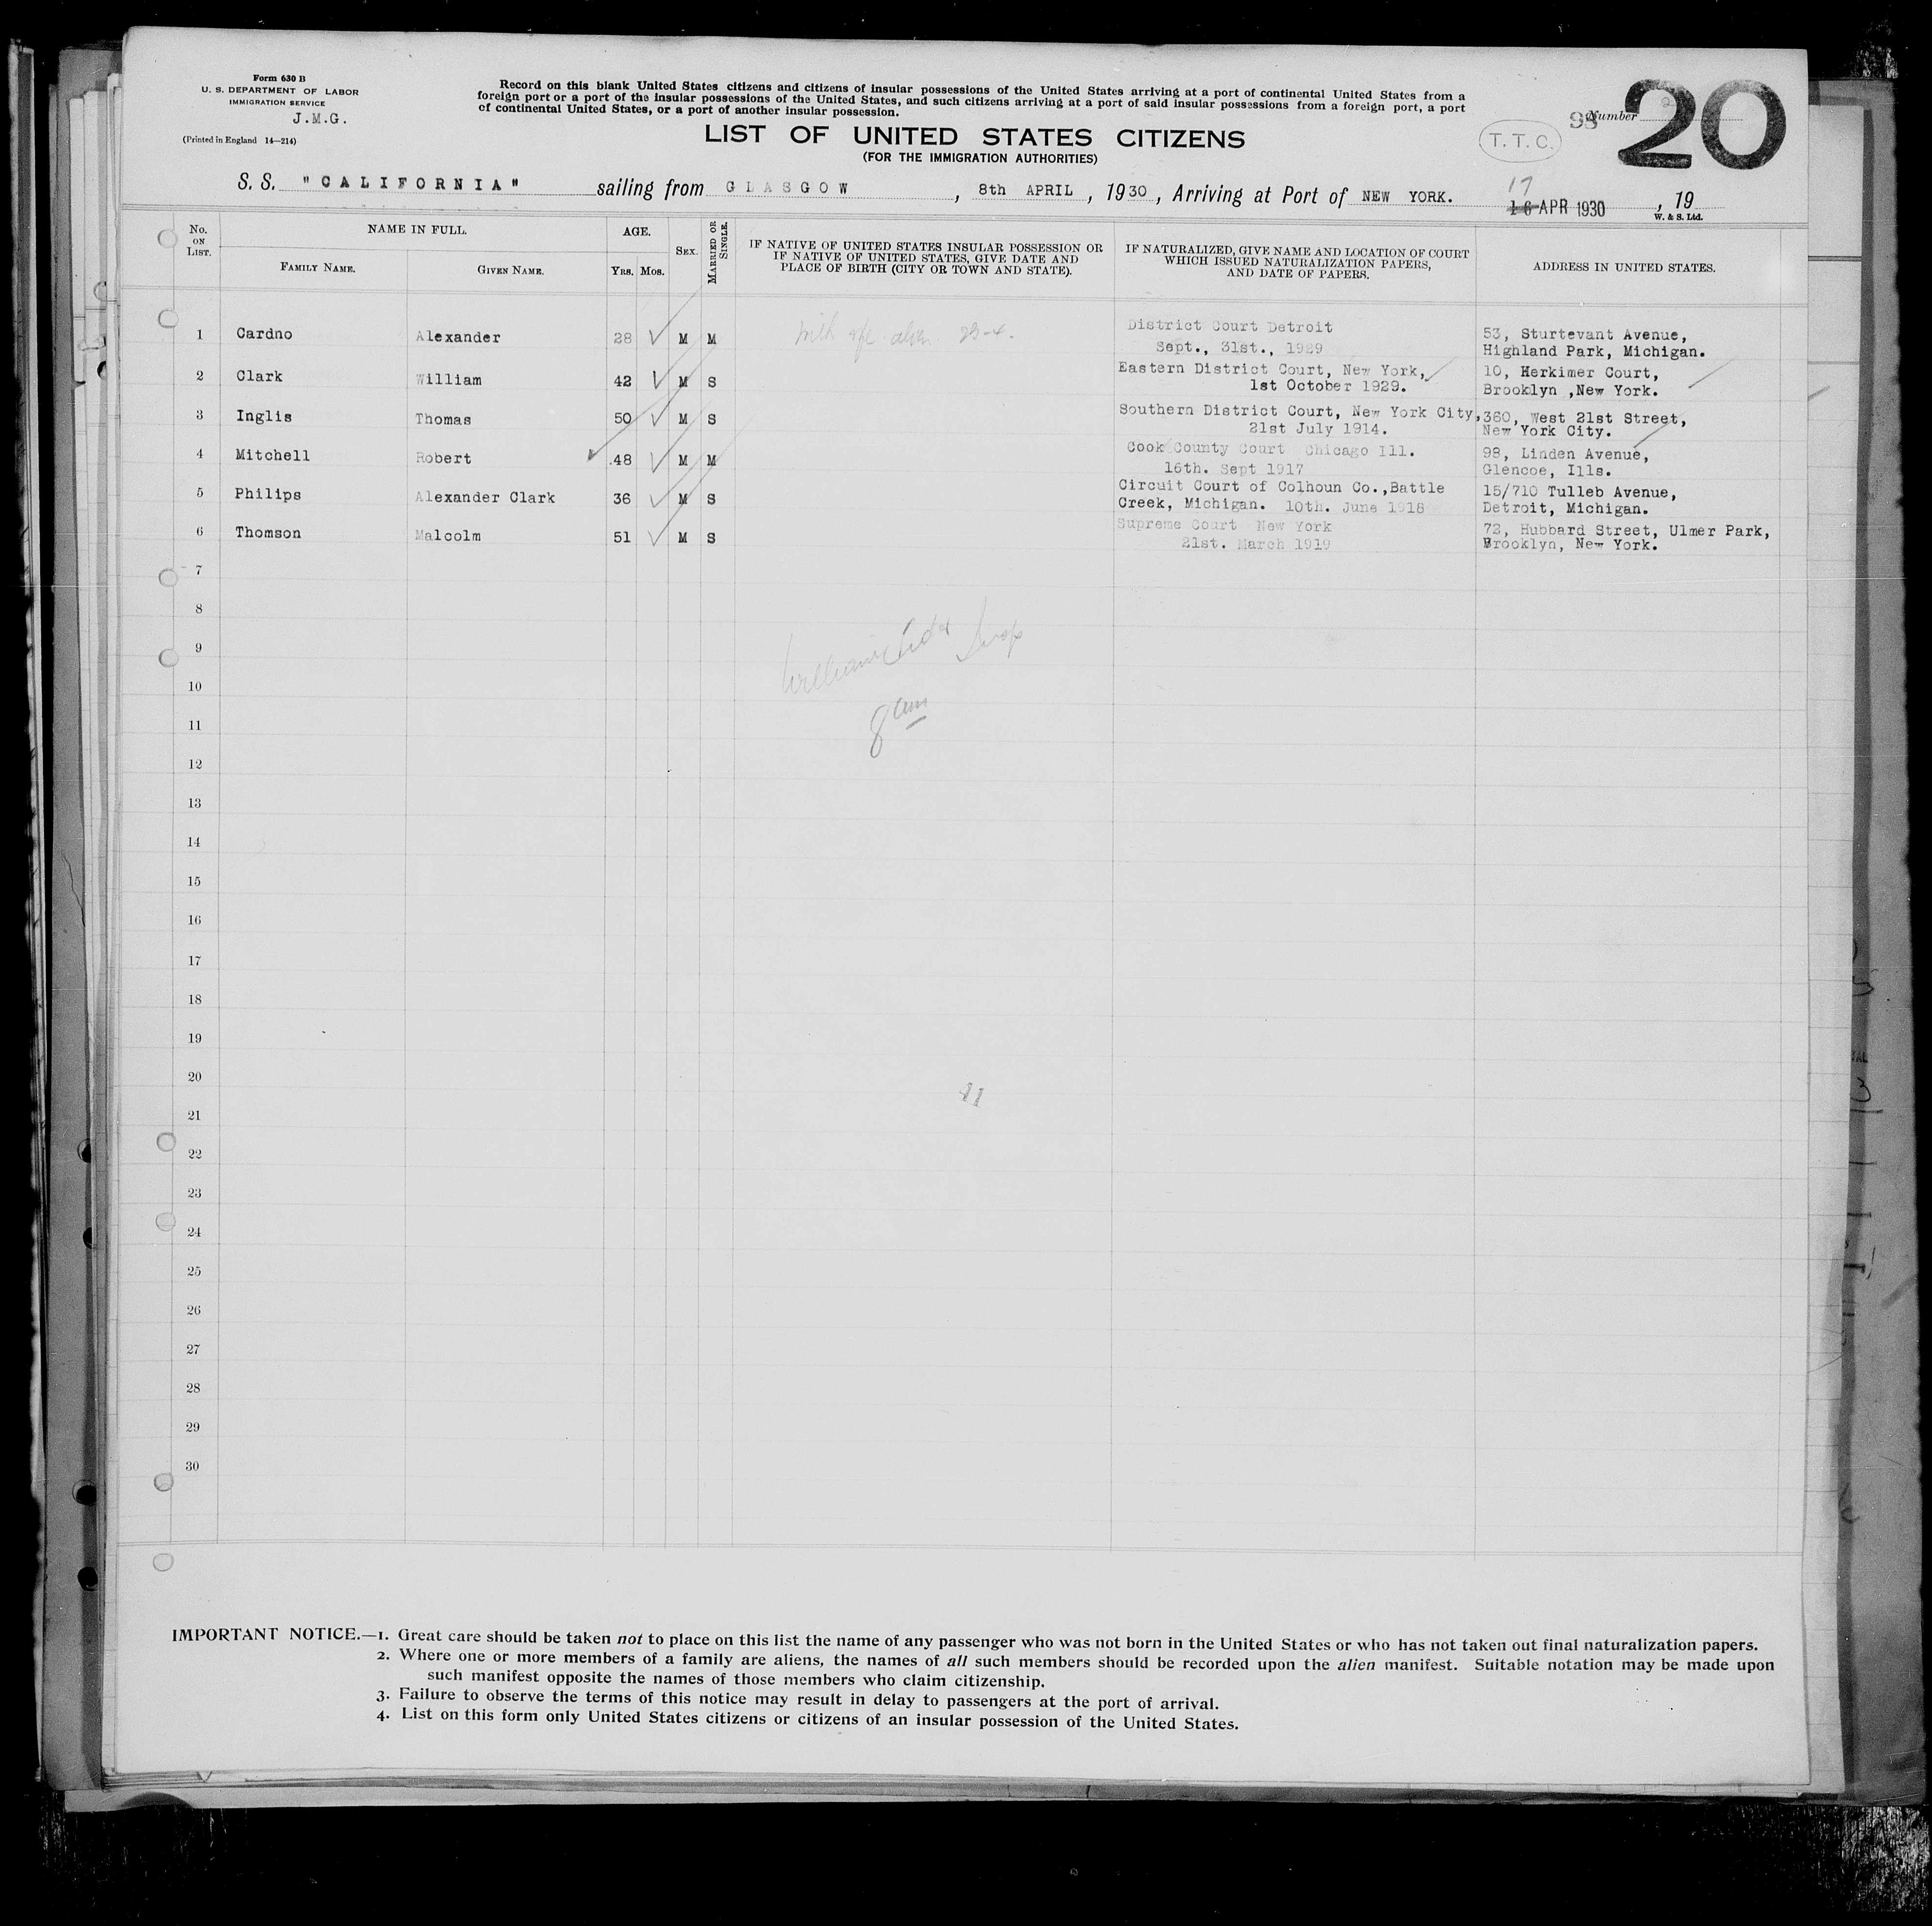 Form 630 B
U. S. DEPARTMENT OF LABOR
IMMIGRATION SERVICE
J.M.G.
(Printed in England 14—214)
Record on this blank United States citizens and citizens of insular possessions of the United States arriving at a port of continental United States from a
foreign port or a port of the insular possessions of the United States, and such citizens arriving at a port of said insular possessions from a foreign port, a port
of continental United States, or a port of another insular possession.
LIST OF UNITED STATES CITIZENS
(FOR THE IMMIGRATION AUTHORITIES)
T. T. C.
98 Number 20
S. S. "CALIFORNIA" sailing from GLASGOW, 8th APRIL, 1930, Arriving at Port of NEW YORK. 17 16 APR 1930, 19
W. & S. Ltd.
No. ON LIST.
NAME IN FULL.
FAMILY NAME.
GIVEN NAME.
AGE.
YRS. MOS.
SEX.
MARRIED OR SINGLE.
IF NATIVE OF UNITED STATES INSULAR POSSESSION OR
IF NATIVE OF UNITED STATES, GIVE DATE AND
PLACE OF BIRTH (CITY OR TOWN AND STATE).
IF NATURALIZED, GIVE NAME AND LOCATION OF COURT
WHICH ISSUED NATURALIZATION PAPERS,
AND DATE OF PAPERS.
ADDRESS IN UNITED STATES.
1 Cardno Alexander 28 M M With alien 23-4. District Court Detroit 53, Sturtevant Avenue,
Sept., 31st., 1929 Highland Park, Michigan.
2 Clark William 42 M S Eastern District Court, New York, 10, Herkimer Court,
1st October 1929. Brooklyn ,New York.
3 Inglis Thomas 50 M S Southern District Court, New York City, 360, West 21st Street,
21st July 1914. New York City.
4 Mitchell Robert 48 M M Cook County Court Chicago Ill. 98, Linden Avenue,
16th. Sept 1917 Glencoe, Ills.
5 Philips Alexander Clark 36 M S Circuit Court of Colhoun Co.,Battle 15/710 Tulleb Avenue,
Creek, Michigan. 10th. June 1918 Detroit, Michigan.
6 Thomson Malcolm 51 M S Supreme Court New York 72, Hubbard Street, Ulmer Park,
21st. March 1919 Brooklyn, New York.
7
8
9
10
8 am
11
12
13
14
15
16
17
18
19
20
21
22
23
24
25
26
27
28
29
30
IMPORTANT NOTICE.—1. Great care should be taken not to place on this list the name of any passenger who was not born in the United States or who has not taken out final naturalization papers.
2. Where one or more members of a family are aliens, the names of all such members should be recorded upon the alien manifest. Suitable notation may be made upon
such manifest opposite the names of those members who claim citizenship.
3. Failure to observe the terms of this notice may result in delay to passengers at the port of arrival.
4. List on this form only United States citizens or citizens of an insular possession of the United States.